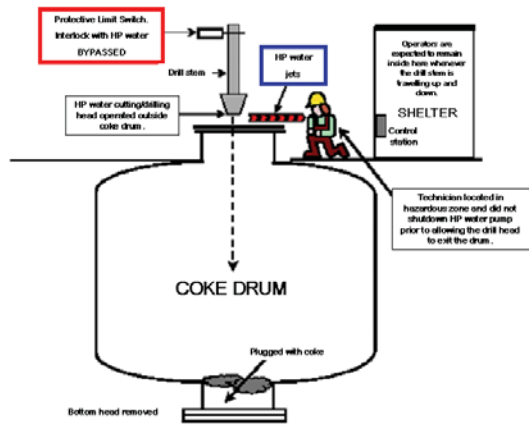 Protective Limit Switch.
Interlock with HP water
BYPASSED
Drill stem
HP water
jets
HP water cutting/drilling
head operated outside
coke drum.
Operators are
expected to remain
inside here whenever
the drill stem is
travelling up and
down.
SHELTER
Control
station
Technician located in
hazardous zone and did not
shutdown HP water pump
prior to allowing the drill head
to exit the drum.
COKE DRUM
Plugged with coke
Bottom head removed